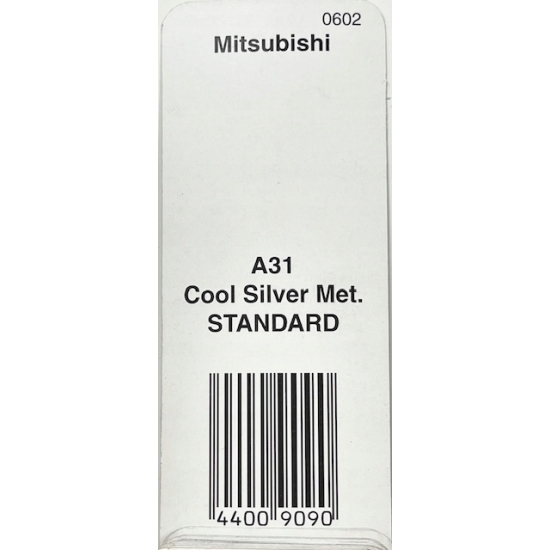 0602
Mitsubishi
A31
Cool Silver Met.
STANDARD
4400 9090